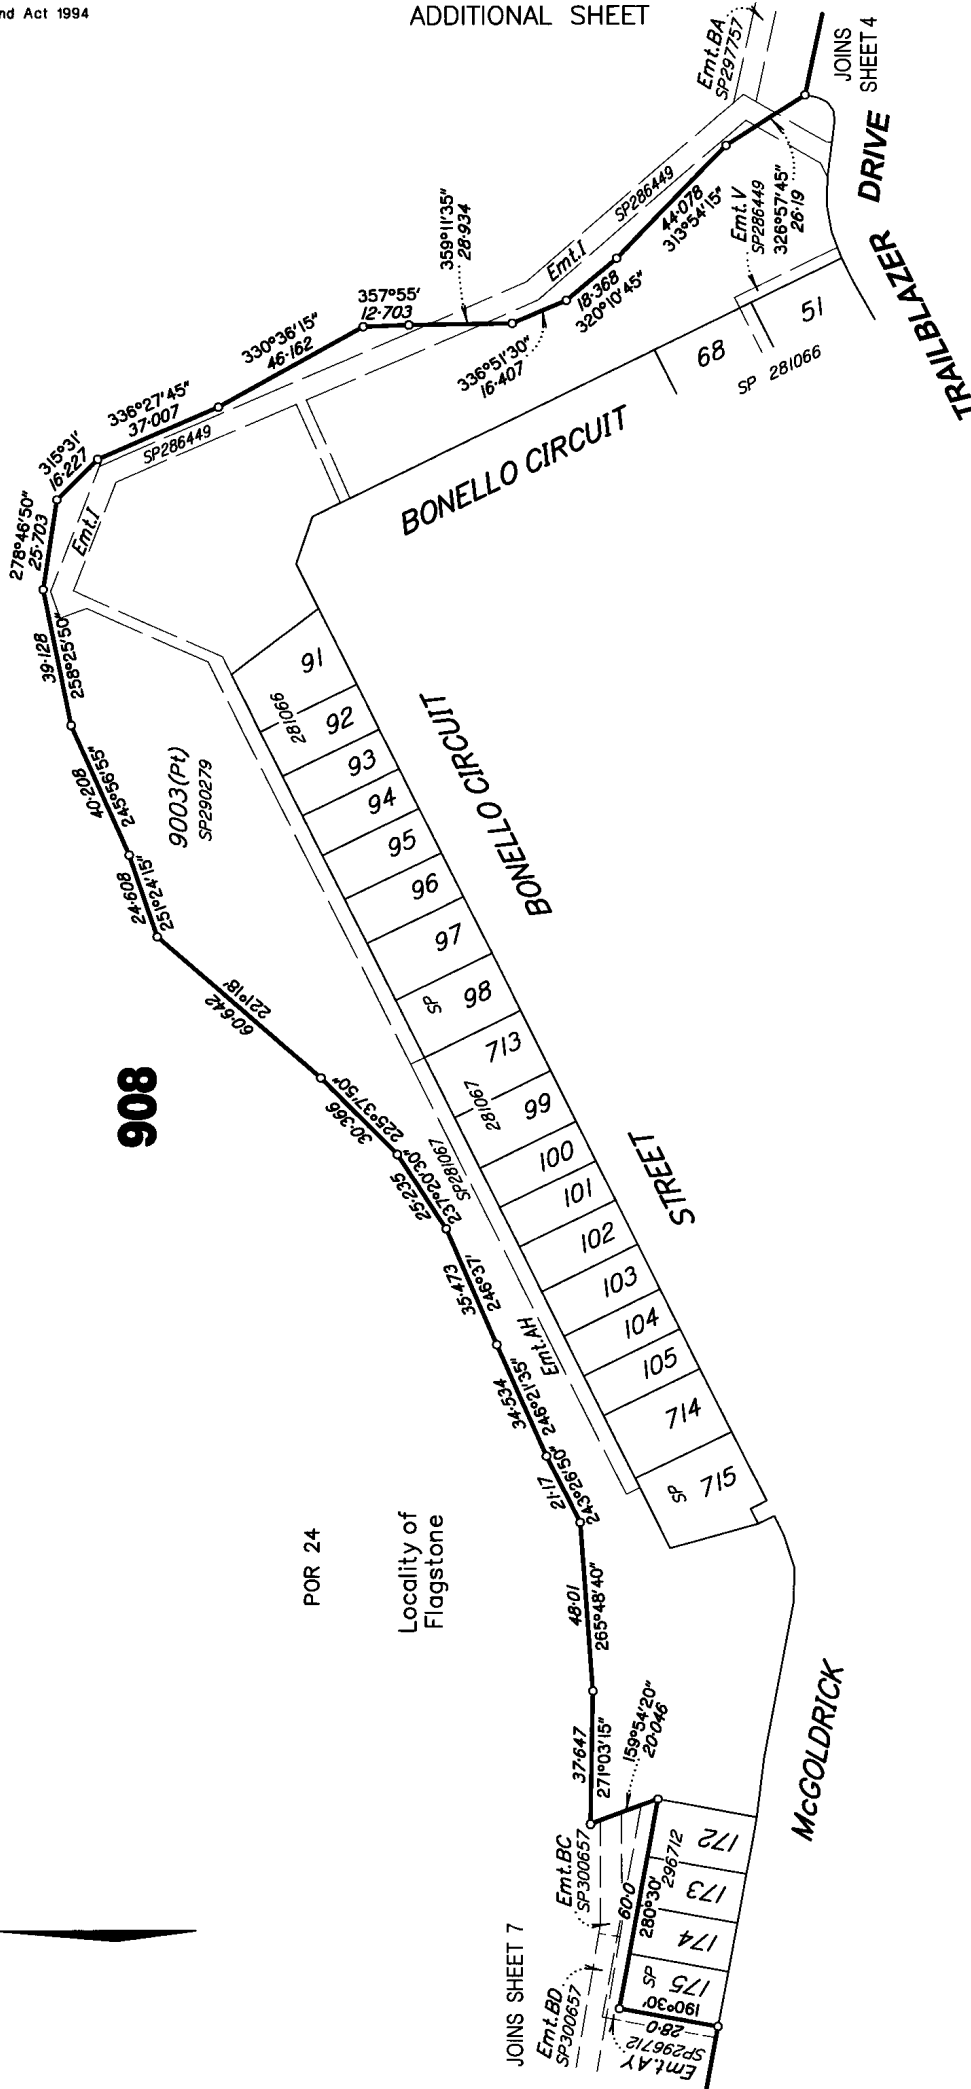 nd Act 1994
ADDITIONAL SHEET
Emt.BA
SP297757
JOINS
SHEET 4
TRAILBLAZER DRIVE
326°57'45"
26·19
Emt.V
SP286449
44·078
313°54'15"
SP286449
Emt.I
18·368
320°10'45"
336°51'30"
16·407
359°11'35"
28·934
357°55'
12·703
330°36'15"
46·162
336°27'45"
37·007
SP286449
315°31'
16·227
278°46'50"
25·703
Emt.I
39·128
258°25'50"
40·208
245°56'55"
24·608
251°24'15"
9003(Pt)
SP290279
60·642
221°18'
30·366
225°37'50"
25·235
237°20'30"
SP281067
35·473
246°37'
34·534
246°21'35"
Emt.AH
21·17
243°26'50"
48·01
265°48'40"
37·647
271°03'15"
159°54'20"
20·046
51
68
SP 281066
BONELLO CIRCUIT
91
281066
92
93
94
95
96
97
SP
98
713
281067
99
100
101
102
103
104
105
714
SP
715
BONELLO CIRCUIT
McGOLDRICK
STREET
908
POR 24
Locality of
Flagstone
JOINS SHEET 7
Emt.BC
SP300657
Emt.BD
SP300657
60·0
280°30'
296712
172
173
174
SP
175
190°30'
28·0
Emt.AY
SP296712